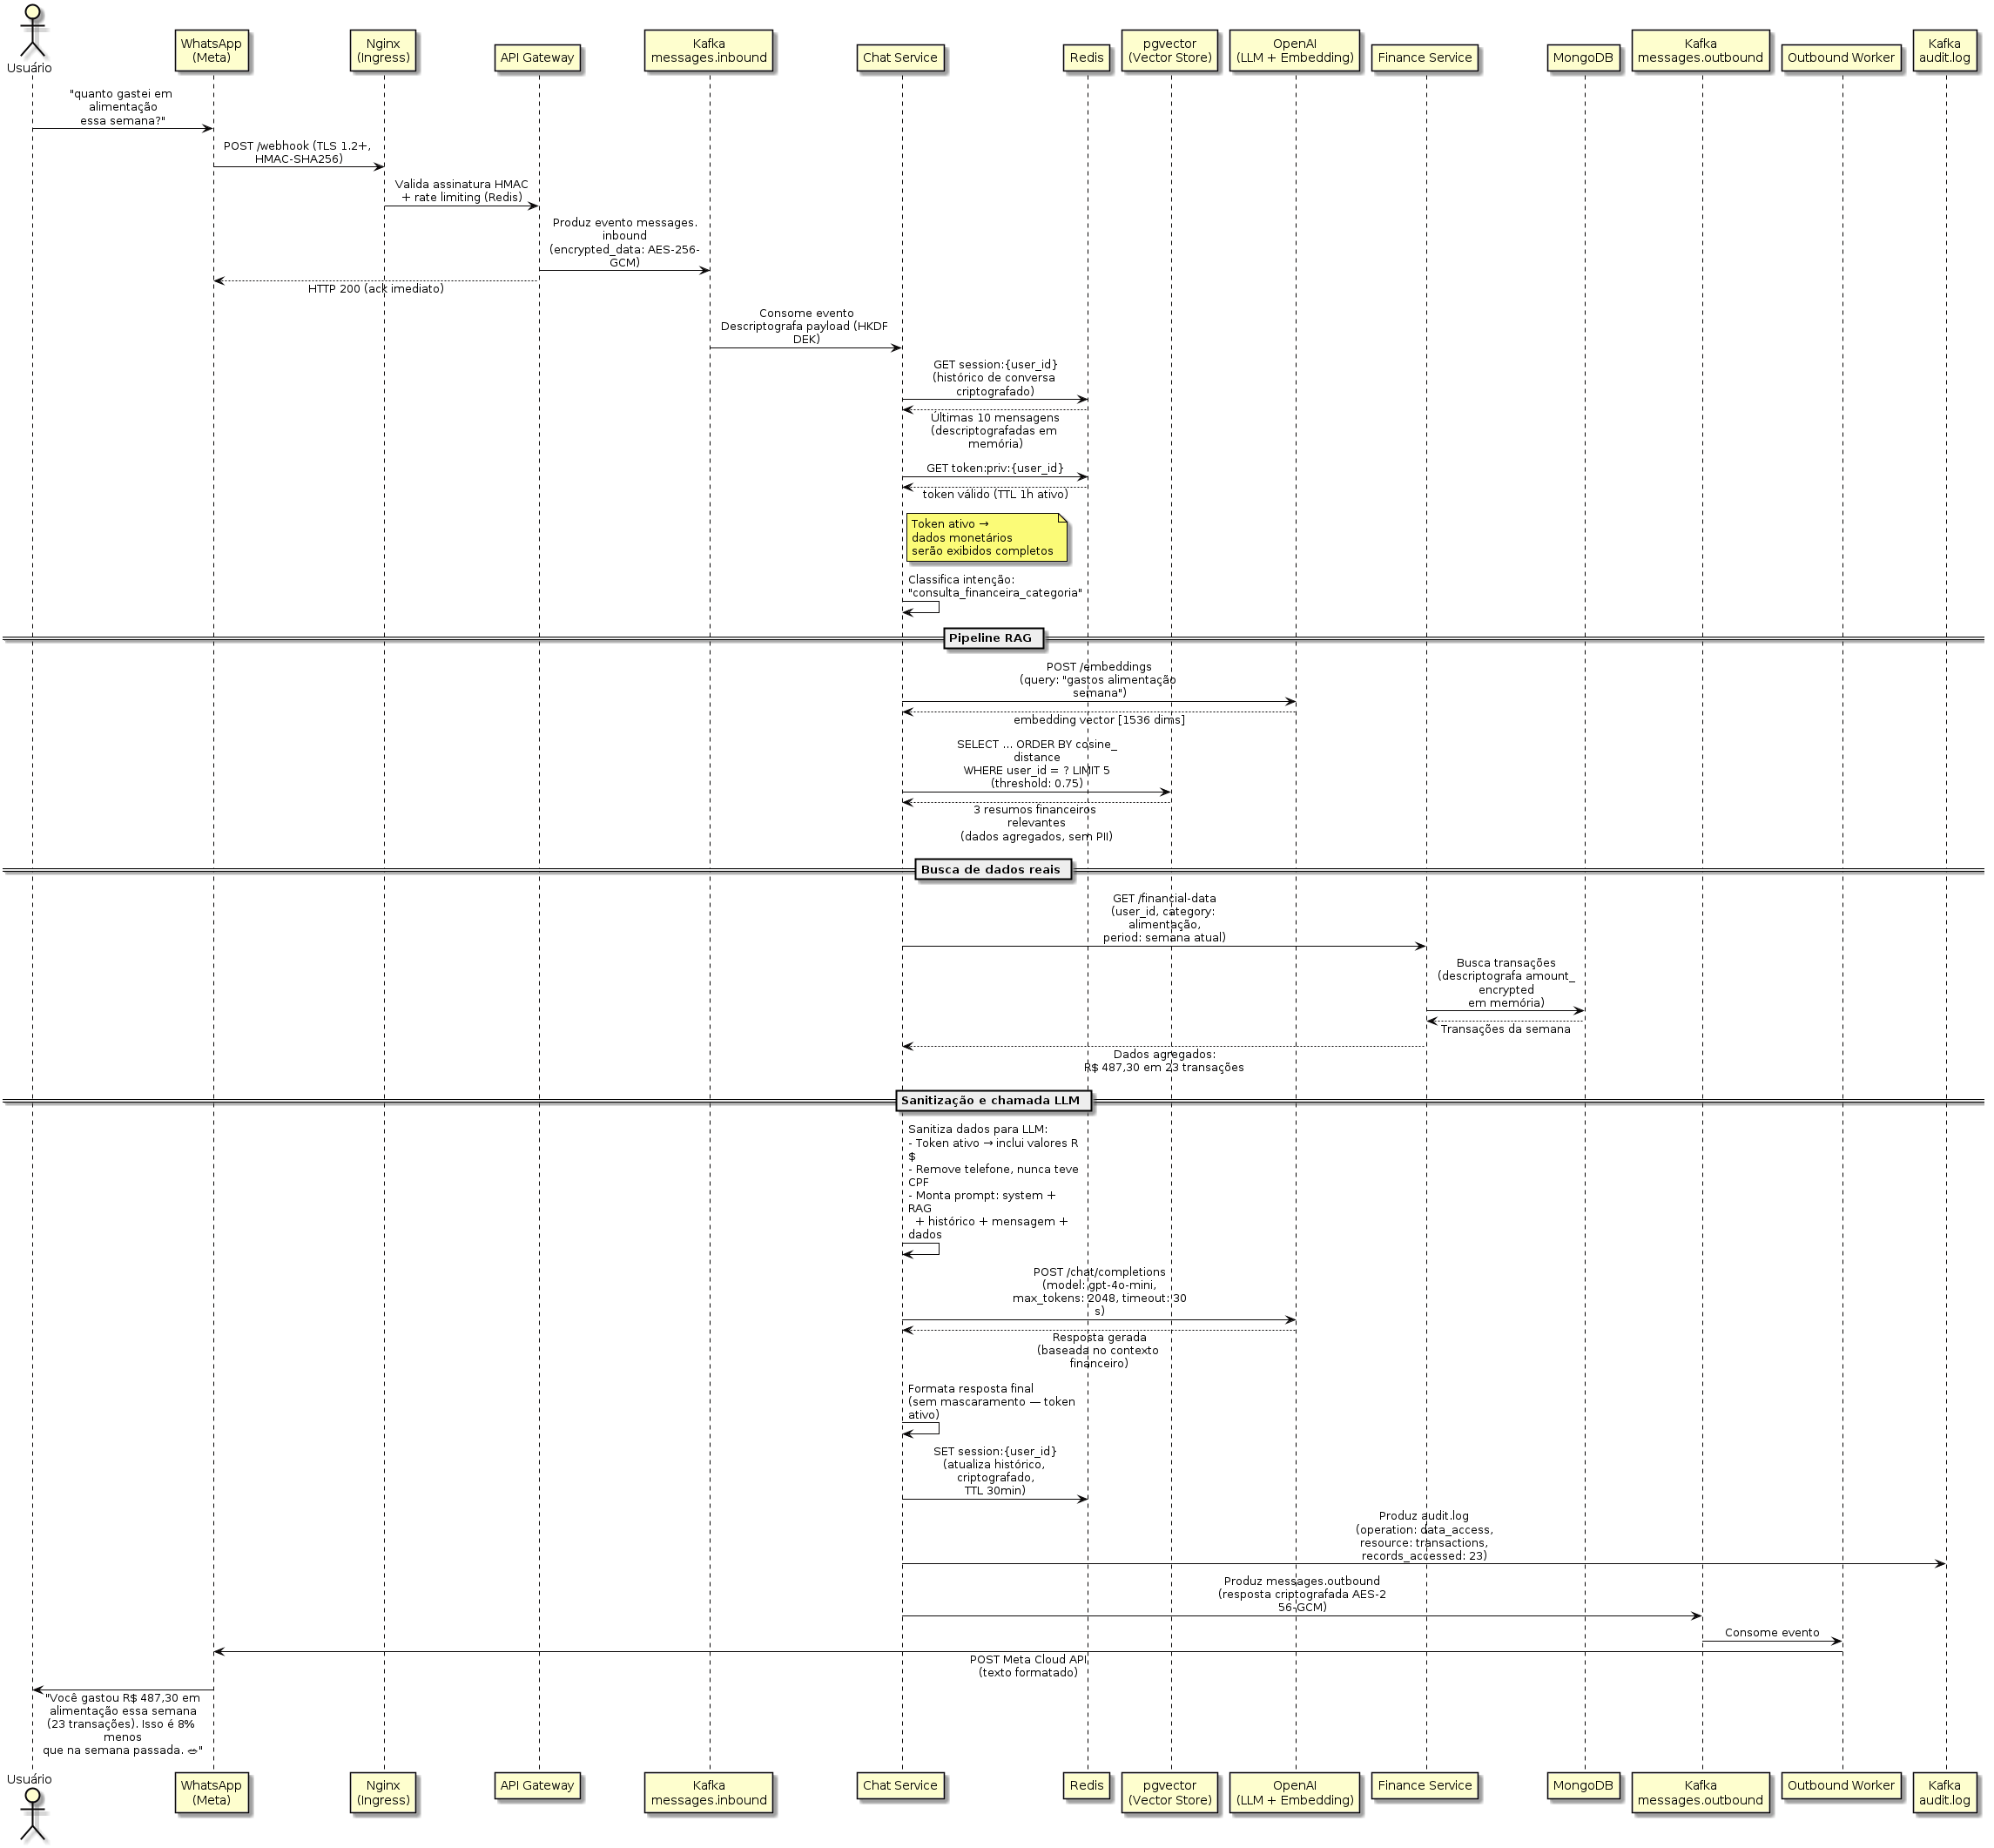 Usuário
WhatsApp
(Meta)
Nginx
(Ingress)
API Gateway
Kafka
messages.inbound
Chat Service
Redis
pgvector
(Vector Store)
OpenAI
(LLM + Embedding)
Finance Service
MongoDB
Kafka
messages.outbound
Outbound Worker
Kafka
audit.log
"quanto gastei em
alimentação
essa semana?"
POST /webhook (TLS 1.2+,
HMAC-SHA256)
Valida assinatura HMAC
+ rate limiting (Redis)
Produz evento messages.
inbound
(encrypted_data: AES-256-
GCM)
HTTP 200 (ack imediato)
Consome evento
Descriptografa payload (HKDF
DEK)
GET session:{user_id}
(histórico de conversa
criptografado)
Últimas 10 mensagens
(descriptografadas em
memória)
GET token:priv:{user_id}
token válido (TTL 1h ativo)
Token ativo →
dados monetários
serão exibidos completos
Classifica intenção:
"consulta_financeira_categoria"
Pipeline RAG
POST /embeddings
(query: "gastos alimentação
semana")
embedding vector [1536 dims]
SELECT ... ORDER BY cosine_
distance
WHERE user_id = ? LIMIT 5
(threshold: 0.75)
3 resumos financeiros
relevantes
(dados agregados, sem PII)
Busca de dados reais
GET /financial-data
(user_id, category:
alimentação,
period: semana atual)
Busca transações
(descriptografa amount_
encrypted
em memória)
Transações da semana
Dados agregados:
R$ 487,30 em 23 transações
Sanitização e chamada LLM
Sanitiza dados para LLM:
- Token ativo → inclui valores R
$
- Remove telefone, nunca teve
CPF
- Monta prompt: system +
RAG
+ histórico + mensagem +
dados
POST /chat/completions
(model: gpt-4o-mini,
max_tokens: 2048, timeout: 30
s)
Resposta gerada
(baseada no contexto
financeiro)
Formata resposta final
(sem mascaramento — token
ativo)
SET session:{user_id}
(atualiza histórico,
criptografado,
TTL 30min)
Produz audit.log
(operation: data_access,
resource: transactions,
records_accessed: 23)
Produz messages.outbound
(resposta criptografada AES-2
56-GCM)
Consome evento
POST Meta Cloud API
(texto formatado)
"Você gastou R$ 487,30 em
alimentação essa semana
(23 transações). Isso é 8%
menos
que na semana passada. 🥗"
Usuário
WhatsApp
(Meta)
Nginx
(Ingress)
API Gateway
Kafka
messages.inbound
Chat Service
Redis
pgvector
(Vector Store)
OpenAI
(LLM + Embedding)
Finance Service
MongoDB
Kafka
messages.outbound
Outbound Worker
Kafka
audit.log